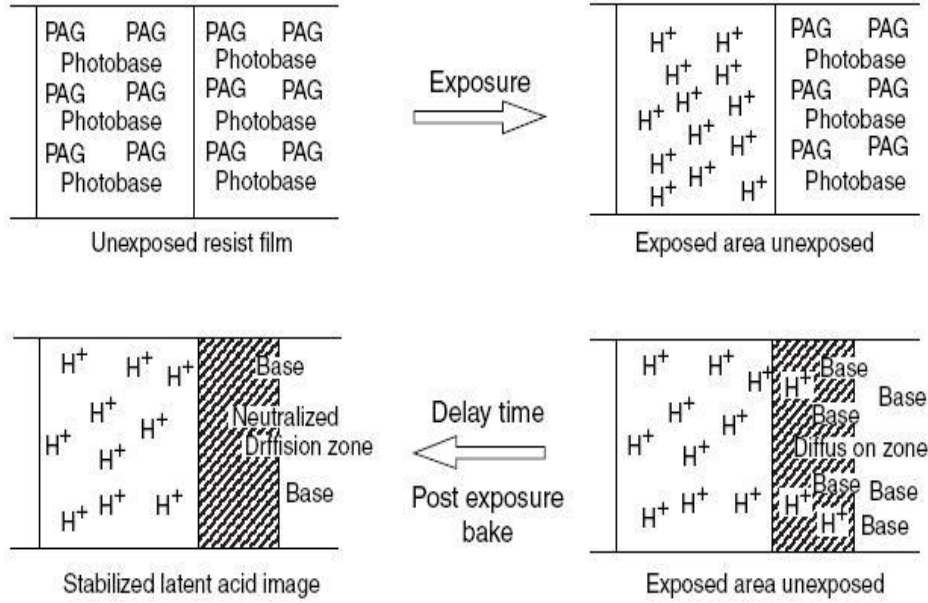 PAG PAG PAG PAG
Photobase Photobase
PAG PAG PAG PAG
Photobase Photobase
PAG PAG PAG PAG
Photobase Photobase
Unexposed resist film
Exposure
H+ H+ PAG PAG
Photobase
H+ H+
PAG PAG
H+ H+ H+
Photobase
H+ H+
PAG PAG
H+ H+
Photobase
H+ H+
Exposed area unexposed
H+ H+ H+ Base
H+ H+ Neutralized
H+ H+ Drffision zone
H+ H+ H+ Base
Stabilized latent acid image
Delay time
Post exposure
bake
H+ H+ H+ H+ Base
Base
H+ H+ Base
H+ H+ Diffus on zone
Base
H+ H+ H+ H+ Base
H+ Base
Exposed area unexposed